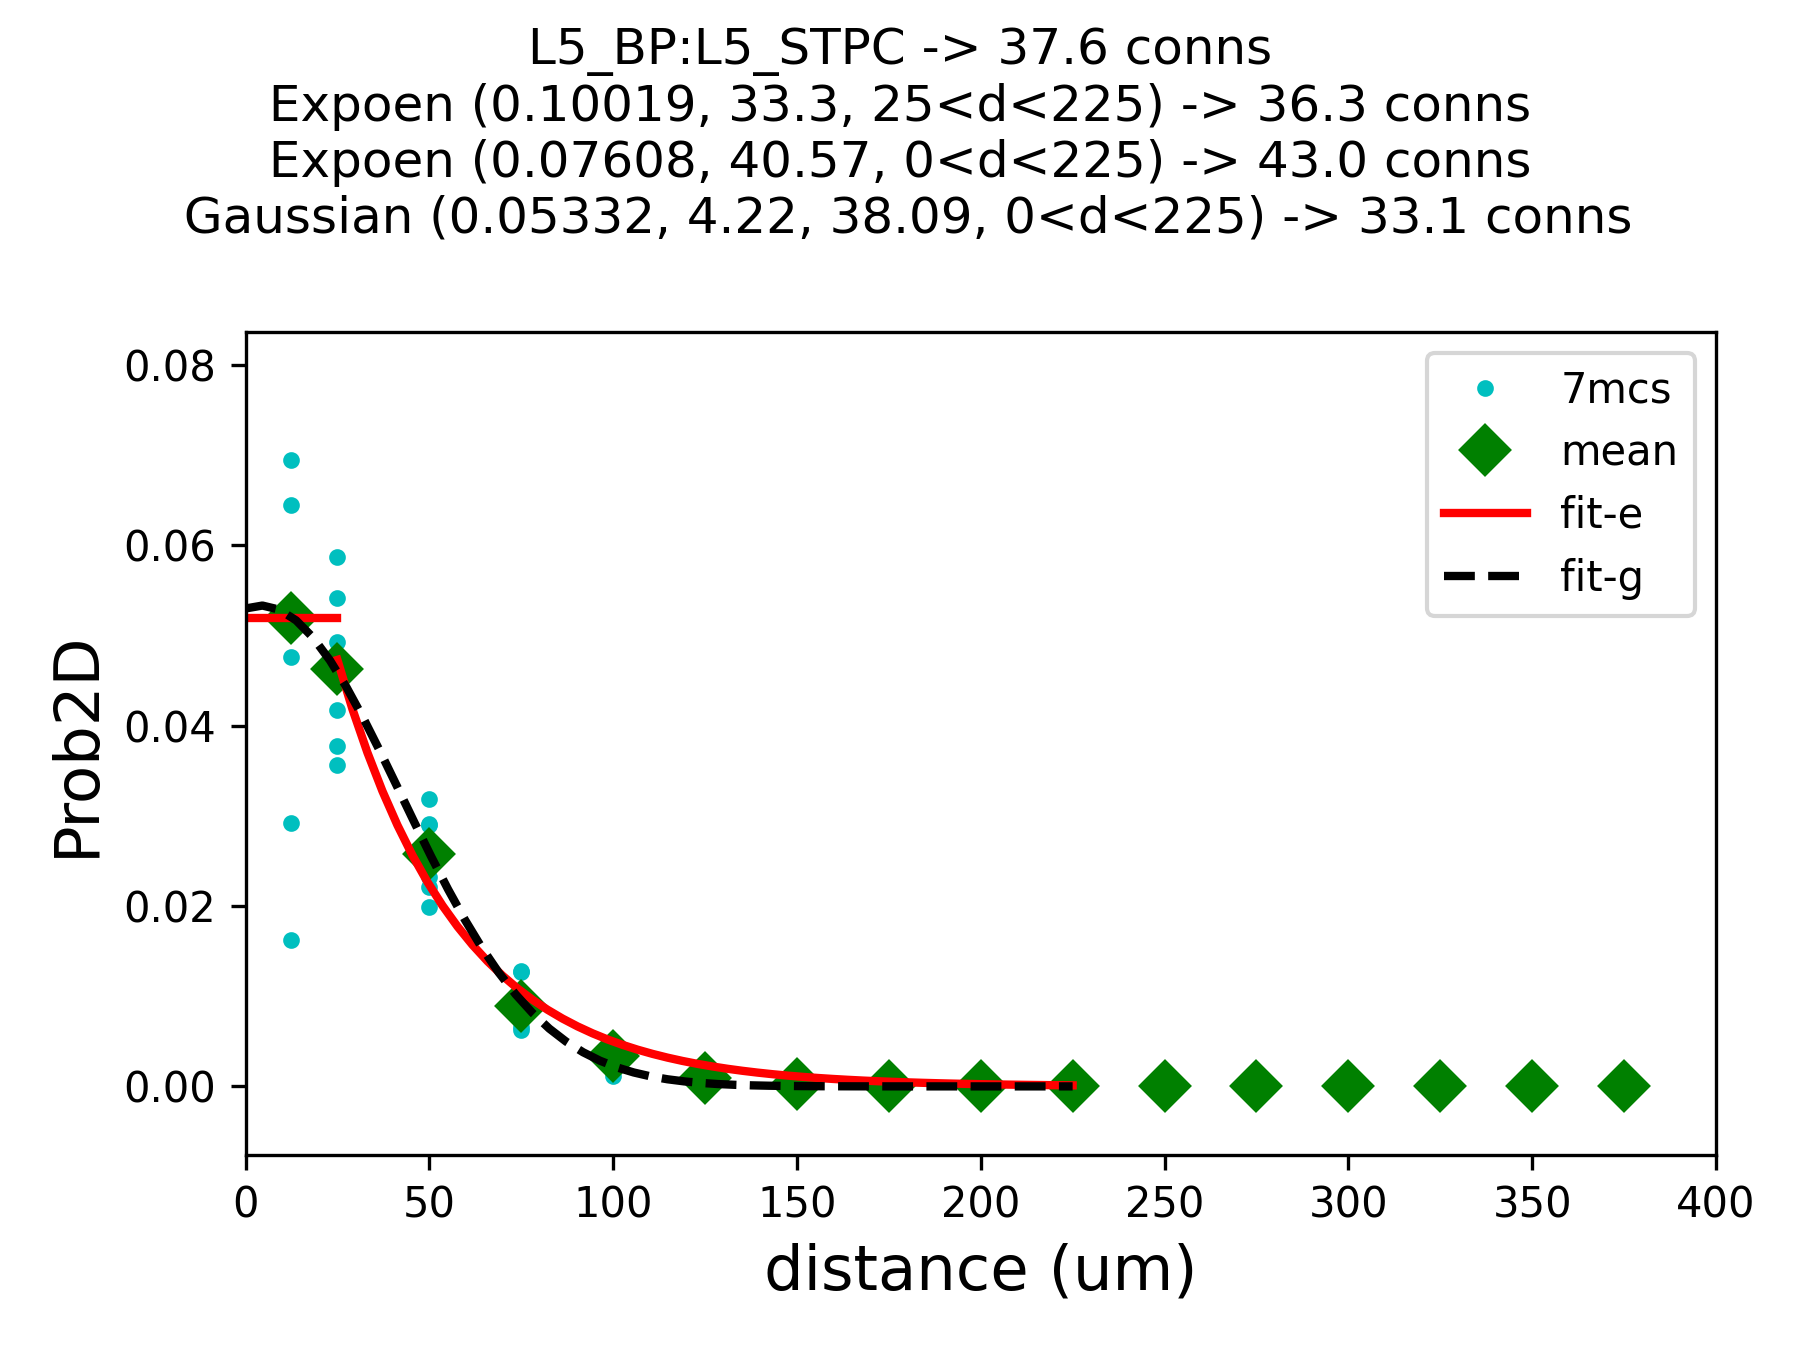 L5_BP:L5_STPC -> 37.6 conns
Expoen (0.10019, 33.3, 25<d<225) -> 36.3 conns
Expoen (0.07608, 40.57, 0<d<225) -> 43.0 conns
Gaussian (0.05332, 4.22, 38.09, 0<d<225) -> 33.1 conns
0.08
0.06
0.04
0.02
0.00
Prob2D
7mcs
mean
fit-e
fit-g
0 50 100 150 200 250 300 350 400
distance (um)